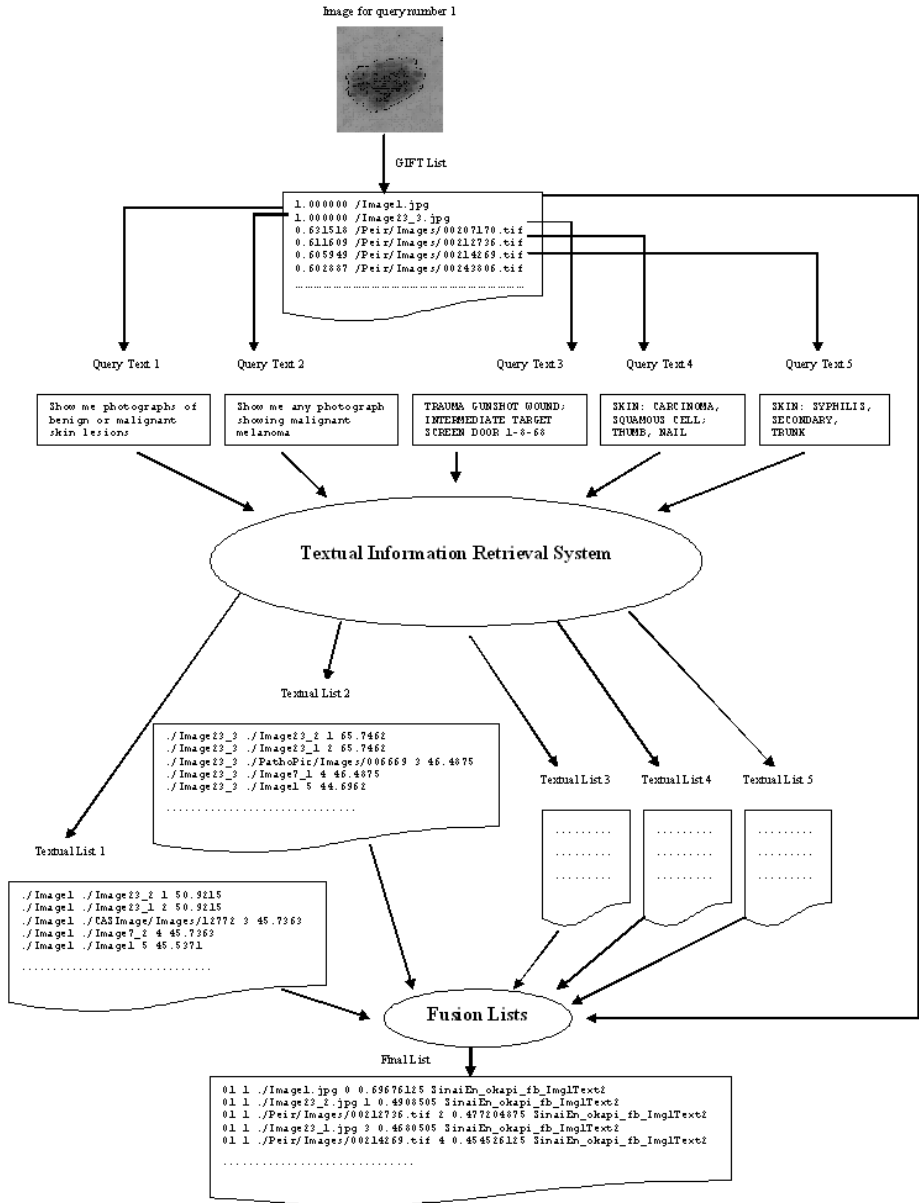 Image for query number 1
GIFT List
1.000000 /Image1.jpg
1.000000 /Image23_3.jpg
0.631518 /Peir/Images/00207170.tif
0.611609 /Peir/Images/00212736.tif
0.605949 /Peir/Images/00214269.tif
0.602887 /Peir/Images/00243806.tif
Query Text 1
Query Text 2
Query Text 3
Query Text 4
Query Text 5
Show me photographs of
benign or malignant
skin lesions
Show me any photograph
showing malignant
melanoma
TRAUMA GUNSHOT WOUND;
INTERMEDIATE TARGET
SCREEN DOOR 1-8-68
SKIN: CARCINOMA,
SQUAMOUS CELL;
THUMB, NAIL
SKIN: SYPHILIS,
SECONDARY,
TRUNK
Textual Information Retrieval System
Textual List 2
./Image23_3 ./Image23_2 1 65.7462
./Image23_3 ./Image23_1 2 65.7462
./Image23_3 ./PathoPic/Images/006669 3 46.4875
./Image23_3 ./Image7_1 4 46.4875
./Image23_3 ./Image1 5 44.6962
Textual List 3
Textual List 4
Textual List 5
Textual List 1
./Image1 ./Image23_2 1 50.9215
./Image1 ./Image23_1 2 50.9215
./Image1 ./CASImage/Images/12772 3 45.7363
./Image1 ./Image7_2 4 45.7363
./Image1 ./Image1 5 45.5371
Fusion Lists
Final List
01 1 ./Image1.jpg 0 0.69676125 SinaiEn_okapi_fb_Img1Text2
01 1 ./Image23_2.jpg 1 0.4908505 SinaiEn_okapi_fb_Img1Text2
01 1 ./Peir/Images/00212736.tif 2 0.477204875 SinaiEn_okapi_fb_Img1Text2
01 1 ./Image23_1.jpg 3 0.4680505 SinaiEn_okapi_fb_Img1Text2
01 1 ./Peir/Images/00214269.tif 4 0.454526125 SinaiEn_okapi_fb_Img1Text2